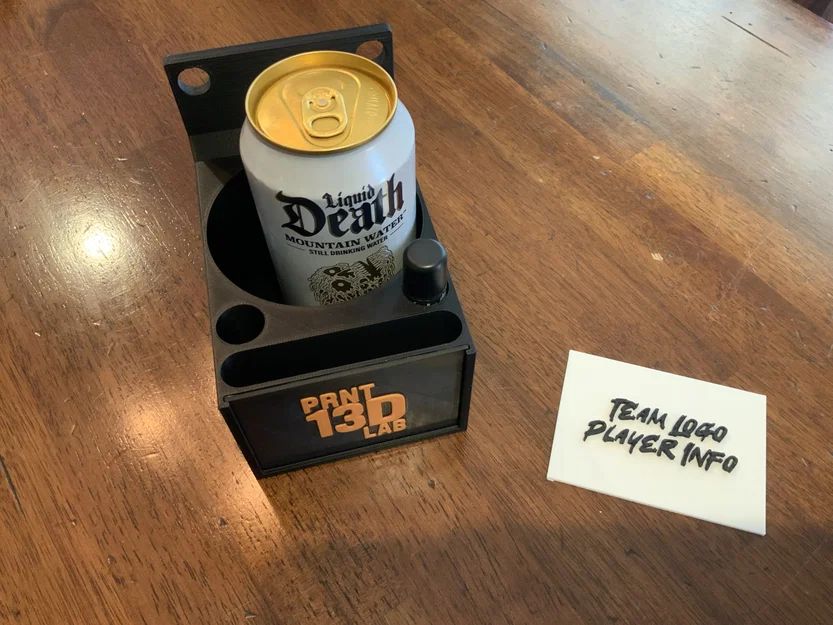 Liquid
Death
MOUNTAIN WATER
STILL DRINKING WATER
PRNT
13D
LAB
TEAM LOGO
PLAYER INFO